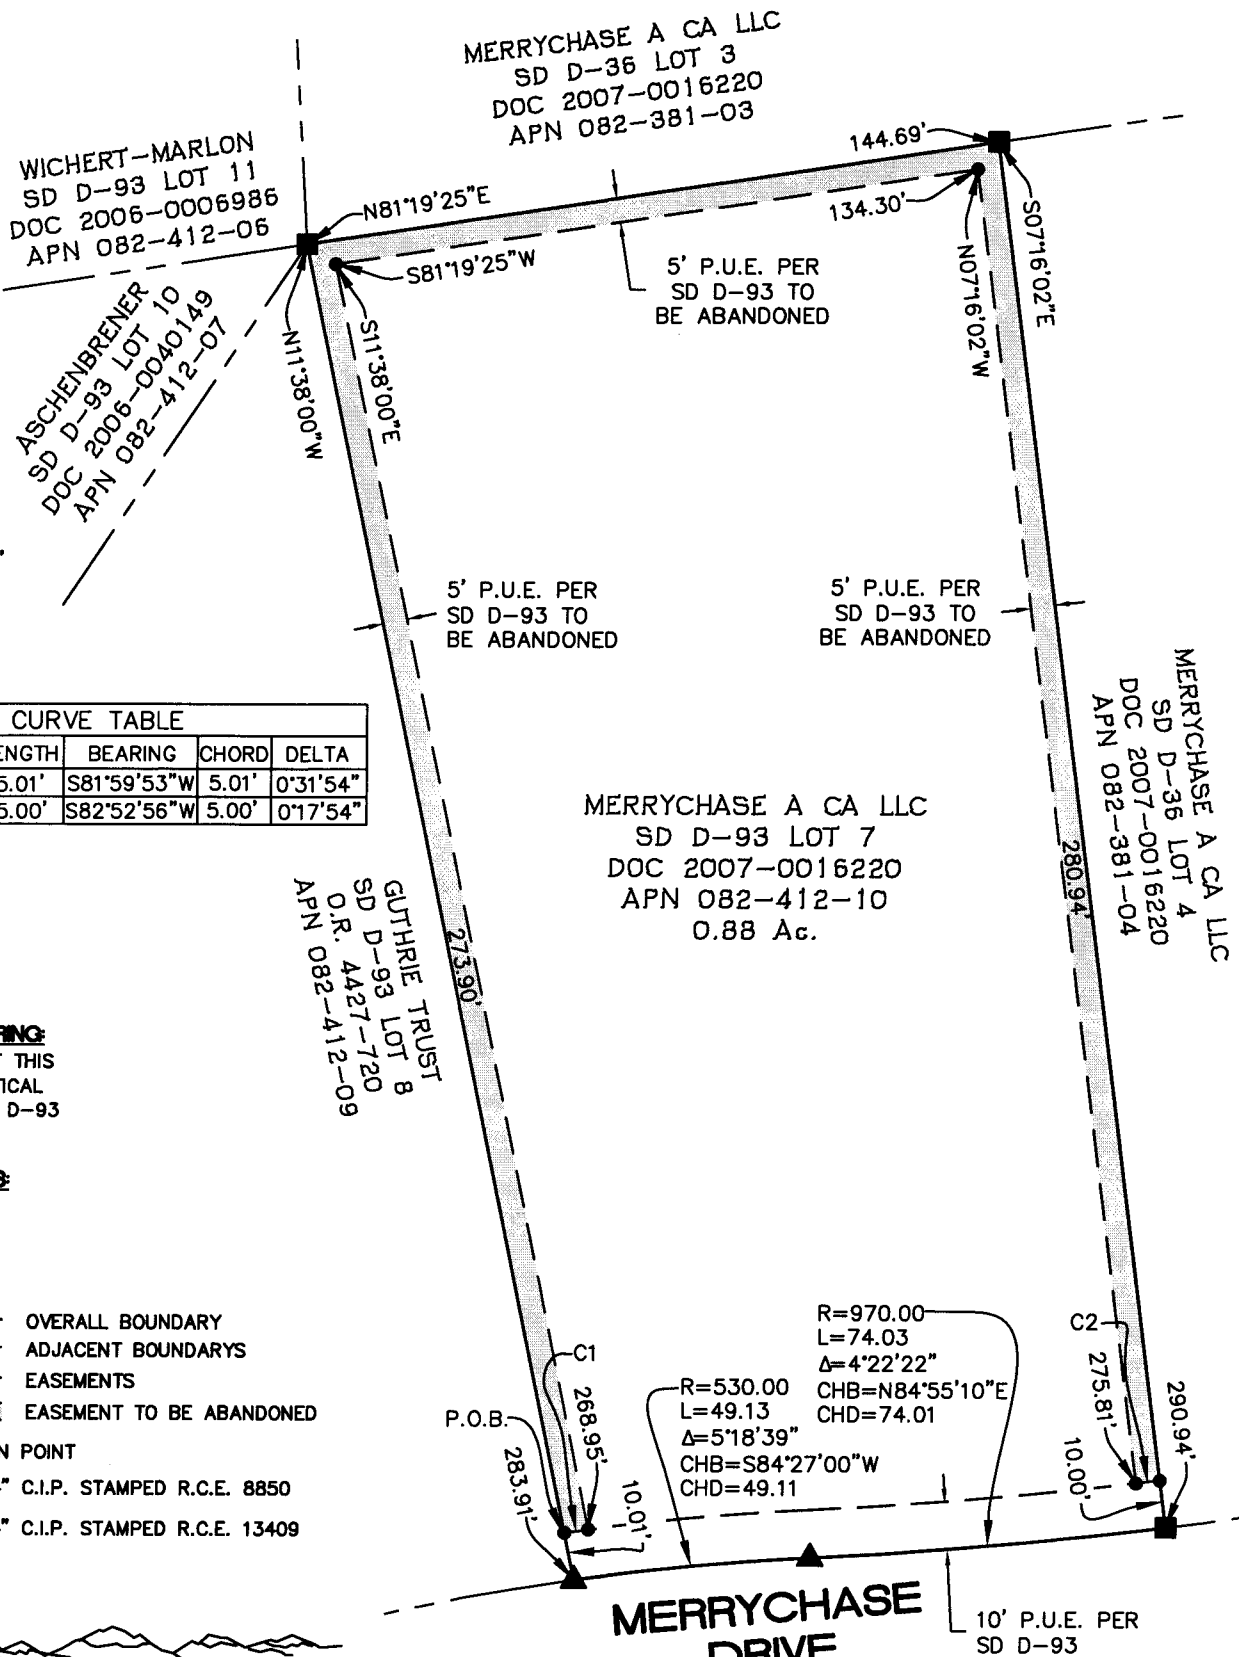 MERRYCHASE A CA LLC
SD D-36 LOT 3
DOC 2007-0016220
APN 082-381-03
WICHERT-MARLON
SD D-93 LOT 11
DOC 2006-0006986
APN 082-412-06
144.69'
N81°19'25"E
134.30'
S07°16'02"E
S81°19'25"W
5' P.U.E. PER
SD D-93 TO
BE ABANDONED
N07°16'02"W
ASCHENBRENER
SD D-93 LOT 10
DOC 2006-0040149
APN 082-412-07
N11°38'00"W
S11°38'00"E
5' P.U.E. PER
SD D-93 TO
BE ABANDONED
5' P.U.E. PER
SD D-93 TO
BE ABANDONED
MERRYCHASE A CA LLC
SD D-36 LOT 4
DOC 2007-0016220
APN 082-381-04
CURVE TABLE
ENGTH BEARING CHORD DELTA
5.01' S81°59'53"W 5.01' 0°31'54"
5.00' S82°52'56"W 5.00' 0°17'54"
MERRYCHASE A CA LLC
SD D-93 LOT 7
DOC 2007-0016220
APN 082-412-10
0.88 Ac.
280.94'
GUTHRIE TRUST
SD D-93 LOT 8
O.R. 4427-720
APN 082-412-09
273.90'
RING:
THIS
TICAL
D-93
OVERALL BOUNDARY
ADJACENT BOUNDARYS
EASEMENTS
EASEMENT TO BE ABANDONED
N POINT
" C.I.P. STAMPED R.C.E. 8850
" C.I.P. STAMPED R.C.E. 13409
C1
P.O.B.
268.95'
283.91'
10.01'
R=530.00
L=49.13
Δ=5°18'39"
CHB=S84°27'00"W
CHD=49.11
R=970.00
L=74.03
Δ=4°22'22"
CHB=N84°55'10"E
CHD=74.01
C2
275.81'
290.94'
10.00'
MERRYCHASE
DRIVE
10' P.U.E. PER
SD D-93